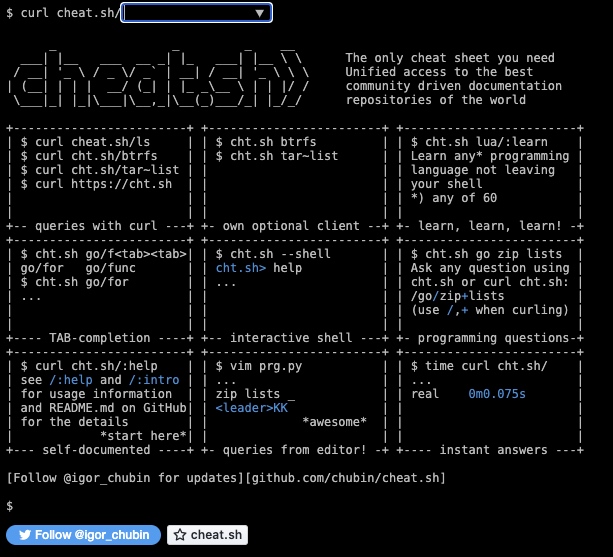 $ curl cheat.sh/
cheat.sh
The only cheat sheet you need
Unified access to the best
community driven documentation
repositories of the world
$ curl cheat.sh/ls
$ curl cht.sh/btrfs
$ curl cht.sh/tar~list
$ curl https://cht.sh
queries with curl
$ cht.sh btrfs
$ cht.sh tar~list
own optional client
$ cht.sh lua/:learn
Learn any* programming
language not leaving
your shell
*) any of 60
learn, learn, learn!
$ cht.sh go/f<tab><tab>
go/for   go/func
$ cht.sh go/for
...
TAB-completion
$ cht.sh --shell
cht.sh> help
...
interactive shell
$ cht.sh go zip lists
Ask any question using
cht.sh or curl cht.sh:
/go/zip+lists
(use /,+ when curling)
programming questions
$ curl cht.sh/:help
see /:help and /:intro
for usage information
and README.md on GitHub
for the details
*start here*
self-documented
$ vim prg.py
...
zip lists _
<leader>KK
*awesome*
queries from editor!
$ time curl cht.sh/
...
real    0m0.075s
instant answers
[Follow @igor_chubin for updates][github.com/chubin/cheat.sh]
$
Follow @igor_chubin
cheat.sh